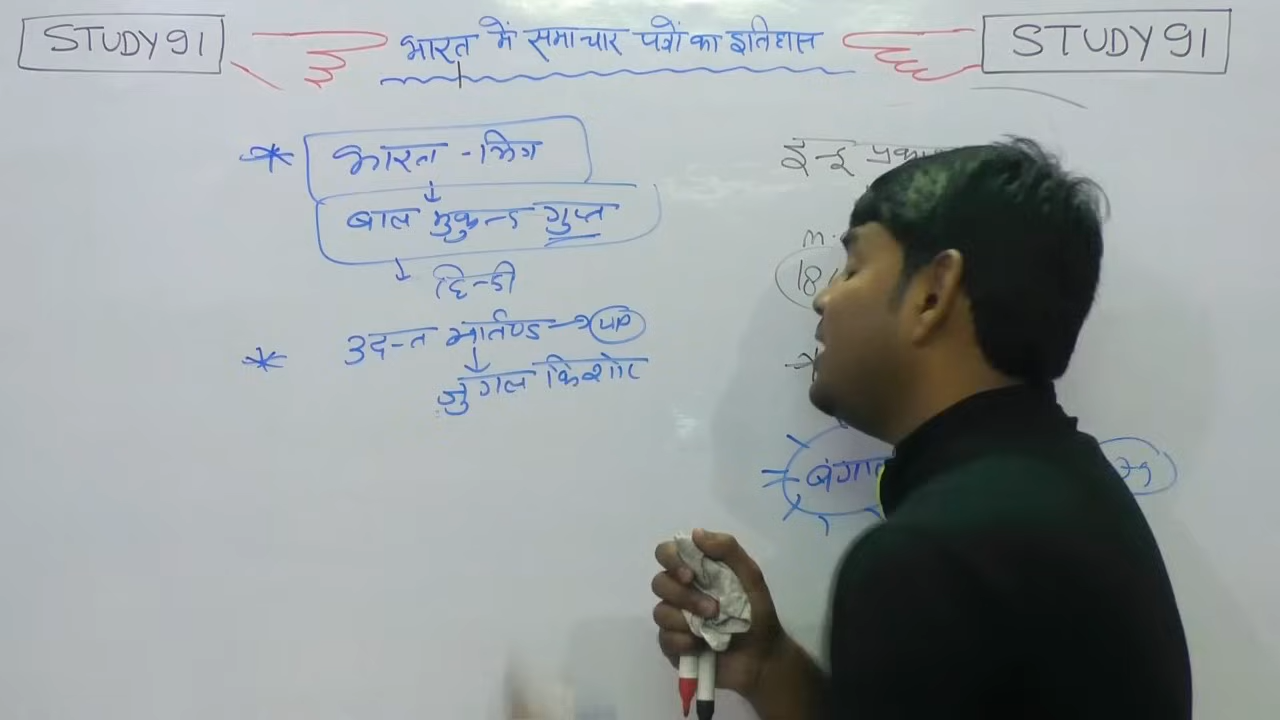 STUDY91
भारत में समाचार पत्रों का इतिहास
STUDY91
भारत - मित्र
बाल मुकुन्द गुप्त
हिन्दी
उदन्त मार्तण्ड → UP
जुगल किशोर